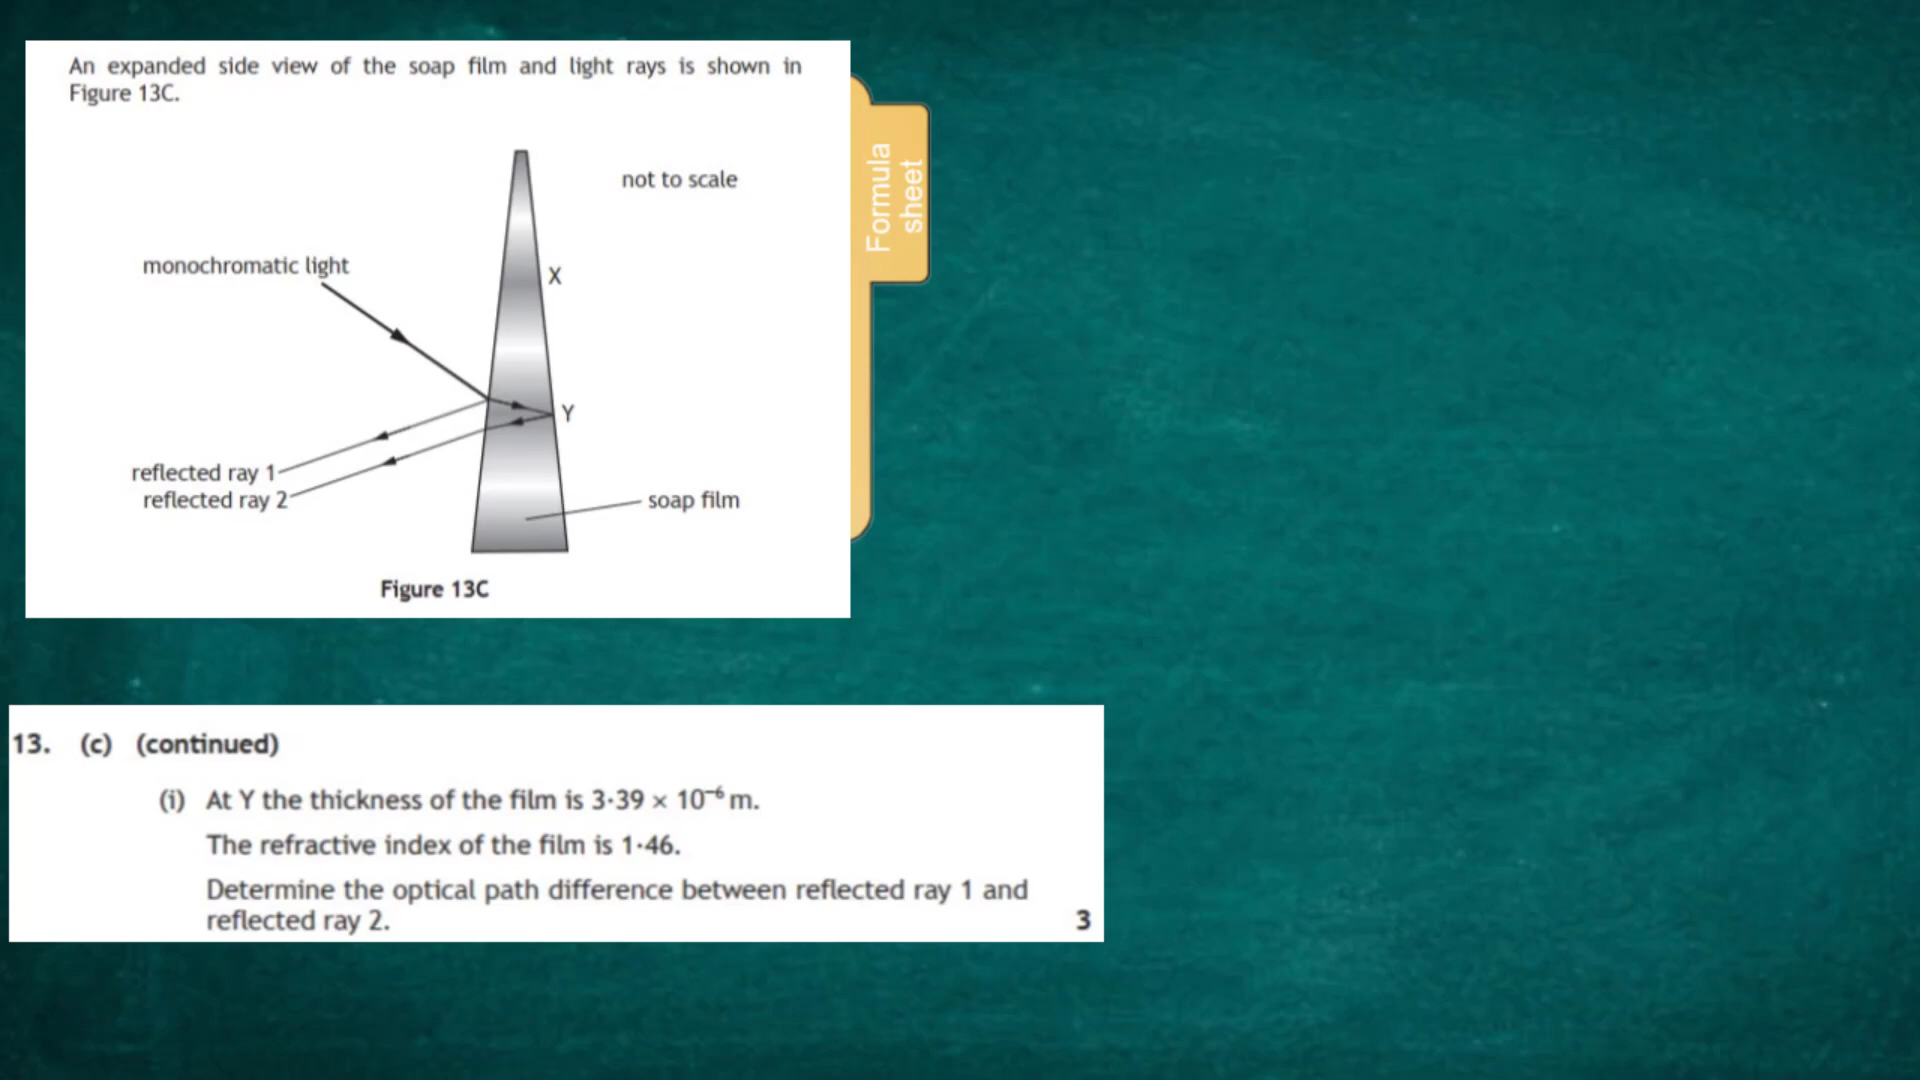 An expanded side view of the soap film and light rays is shown in
Figure 13C.
not to scale
monochromatic light
X
Y
reflected ray 1
reflected ray 2
soap film
Figure 13C
Formula
sheet
13. (c) (continued)
(i) At Y the thickness of the film is 3·39 × 10⁻⁶ m.
The refractive index of the film is 1·46.
Determine the optical path difference between reflected ray 1 and
reflected ray 2.
3